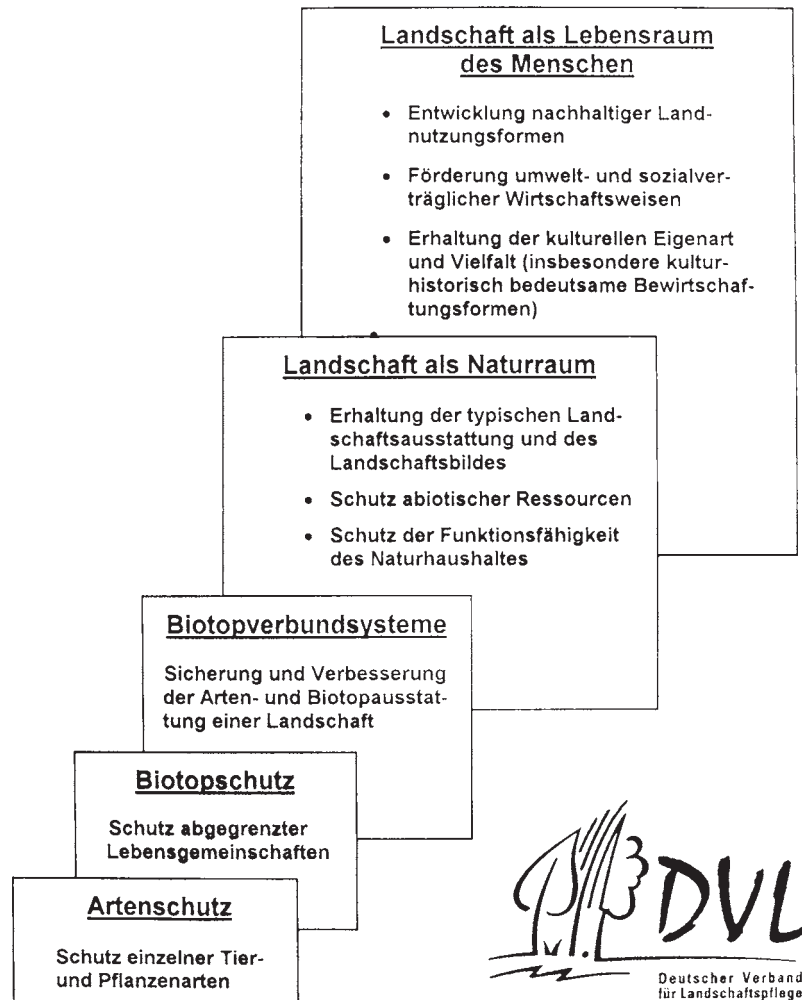 Landschaft als Lebensraum
des Menschen
• Entwicklung nachhaltiger Land-
nutzungsformen
• Förderung umwelt- und sozialver-
träglicher Wirtschaftsweisen
• Erhaltung der kulturellen Eigenart
und Vielfalt (insbesondere kultur-
historisch bedeutsame Bewirtschaf-
tungsformen)
•
Landschaft als Naturraum
• Erhaltung der typischen Land-
schaftsausstattung und des
Landschaftsbildes
• Schutz abiotischer Ressourcen
• Schutz der Funktionsfähigkeit
des Naturhaushaltes
Biotopverbundsysteme
Sicherung und Verbesserung
der Arten- und Biotopausstat-
tung einer Landschaft
Biotopschutz
Schutz abgegrenzter
Lebensgemeinschaften
Artenschutz
Schutz einzelner Tier-
und Pflanzenarten
DVL
Deutscher Verband
für Landschaftspflege